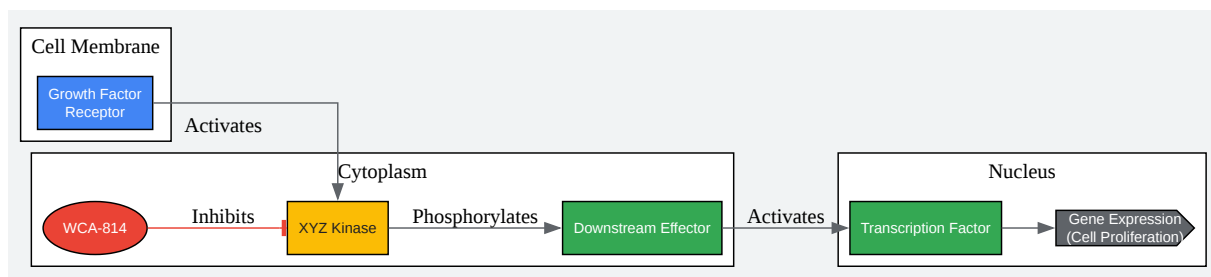 Cell Membrane
Growth Factor
Receptor
Activates
Cytoplasm
WCA-814
Inhibits
XYZ Kinase
Phosphorylates
Downstream Effector
Activates
Nucleus
Transcription Factor
Gene Expression
(Cell Proliferation)